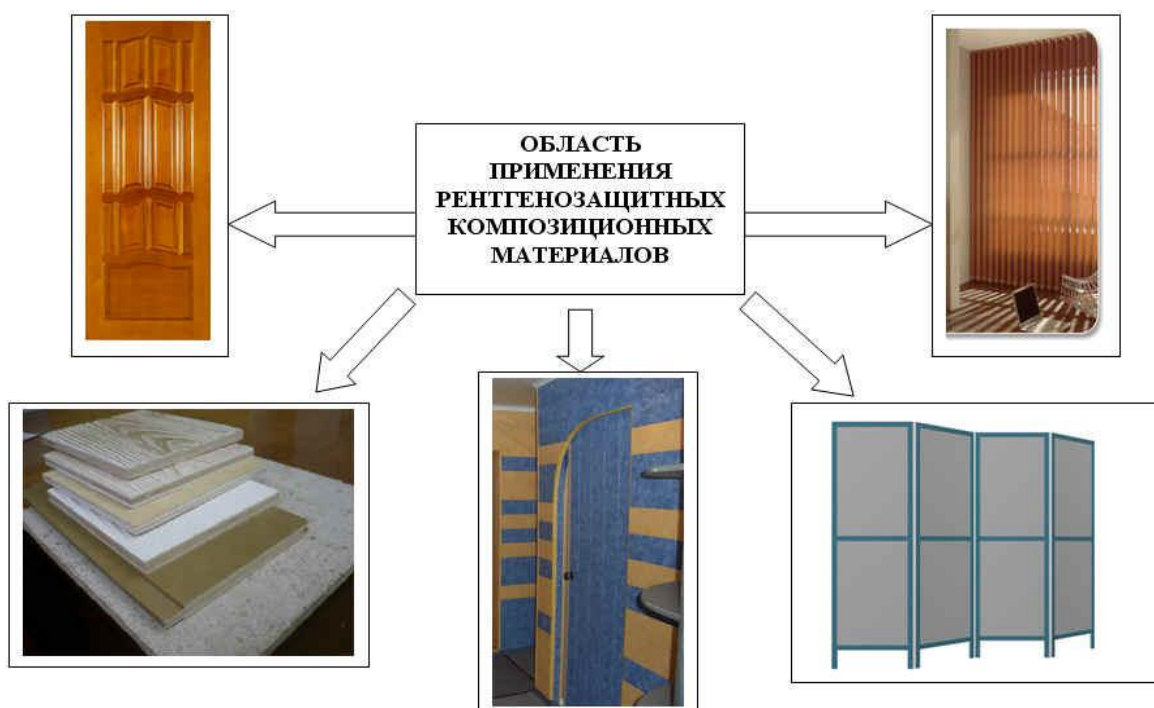 ОБЛАСТЬ
ПРИМЕНЕНИЯ
РЕНТГЕНОЗАЩИТНЫХ
КОМПОЗИЦИОННЫХ
МАТЕРИАЛОВ